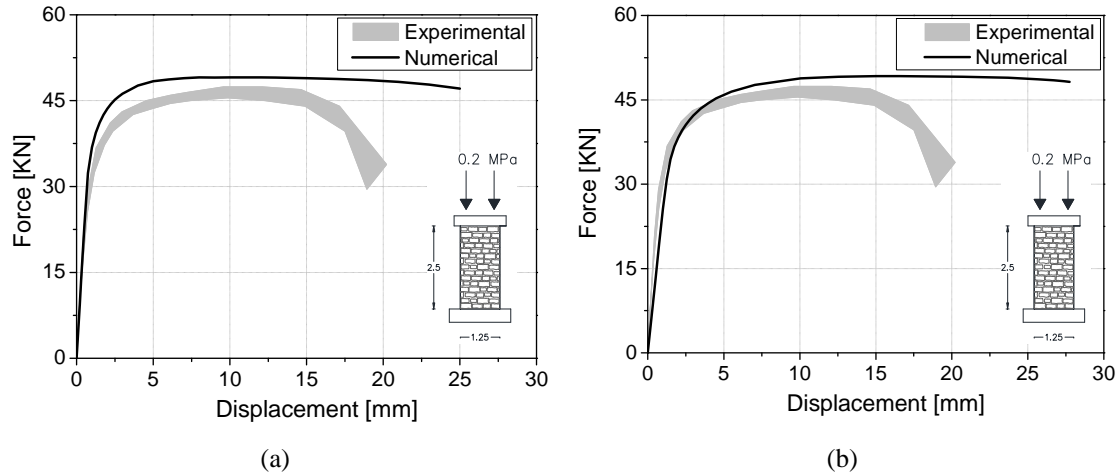 60
45
30
15
0
Force [KN]
Experimental
Numerical
0.2 MPa
2.5
1.25
0 5 10 15 20 25 30
Displacement [mm]
(a)
60
45
30
15
0
Force [KN]
Experimental
Numerical
0.2 MPa
2.5
1.25
0 5 10 15 20 25 30
Displacement [mm]
(b)